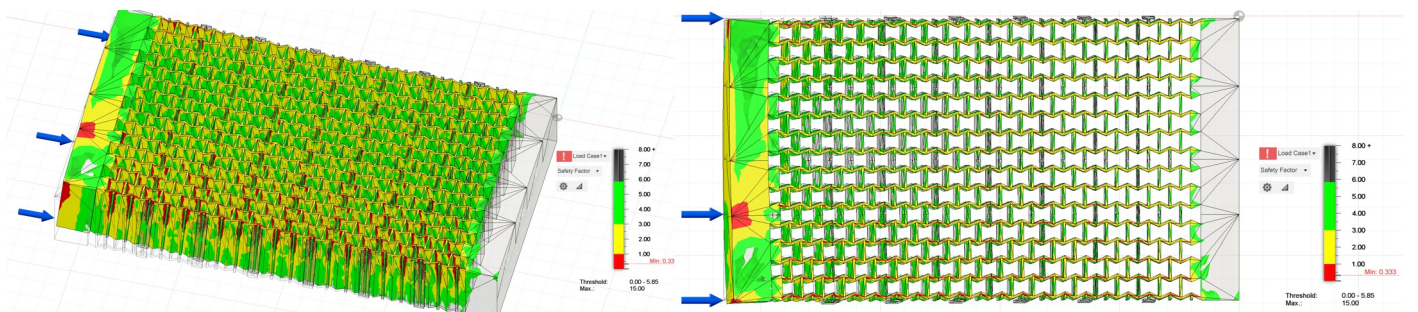 ! Load Case1
Safety Factor
8.00 +
7.00
6.00
5.00
4.00
3.00
2.00
1.00
Min: 0.33
Threshold: 0.00 - 5.85
Max.: 15.00
! Load Case1
Safety Factor
8.00 +
7.00
6.00
5.00
4.00
3.00
2.00
1.00
Min: 0.333
Threshold: 0.00 - 5.85
Max.: 15.00